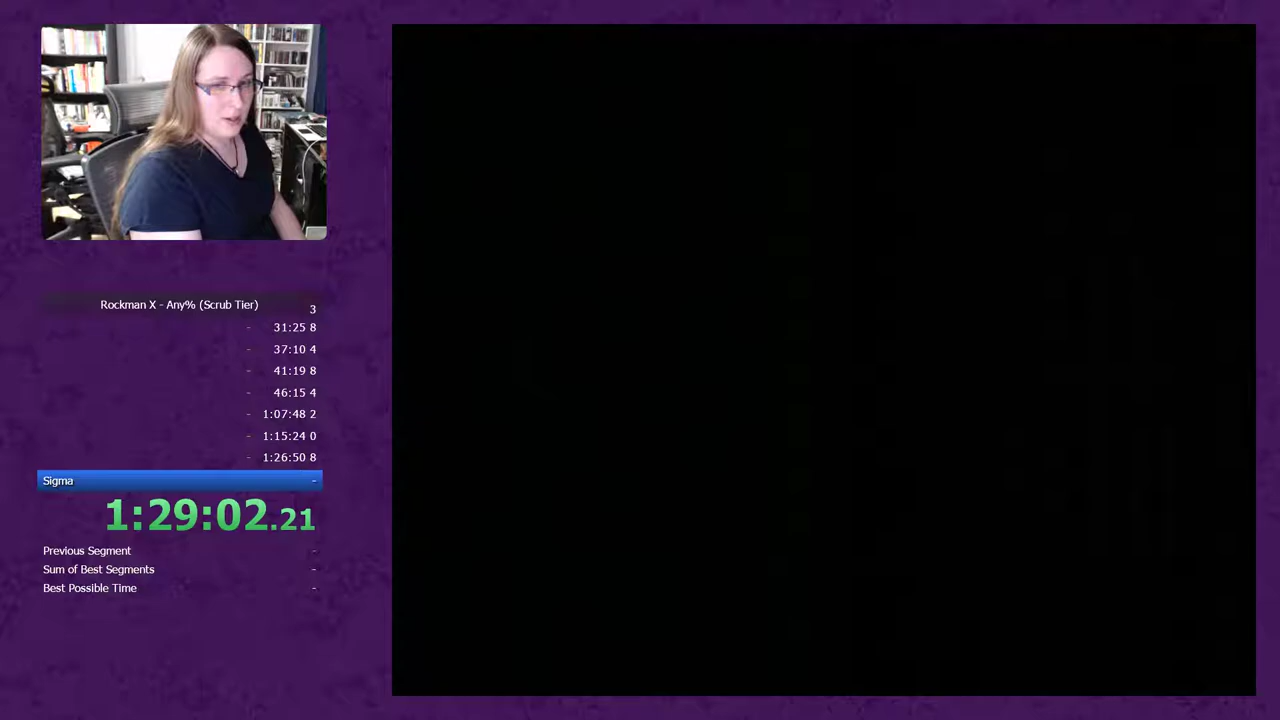 Rockman X - Any% (Scrub Tier) 3
- 31:25 8
- 37:10 4
- 41:19 8
- 46:15 4
- 1:07:48 2
- 1:15:24 0
- 1:26:50 8
Sigma -
1:29:02.21
Previous Segment -
Sum of Best Segments -
Best Possible Time -